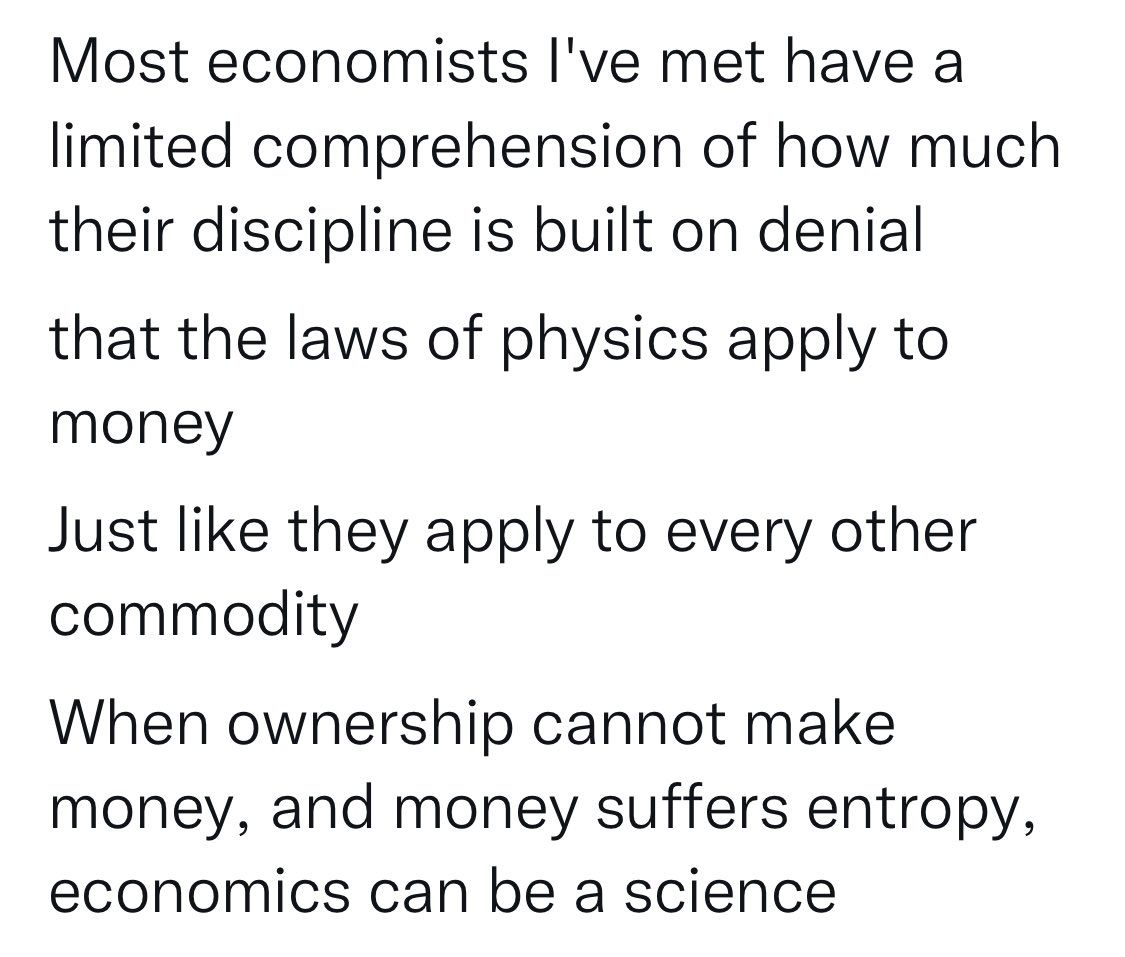 Most economists I've met have a
limited comprehension of how much
their discipline is built on denial
that the laws of physics apply to
money
Just like they apply to every other
commodity
When ownership cannot make
money, and money suffers entropy,
economics can be a science